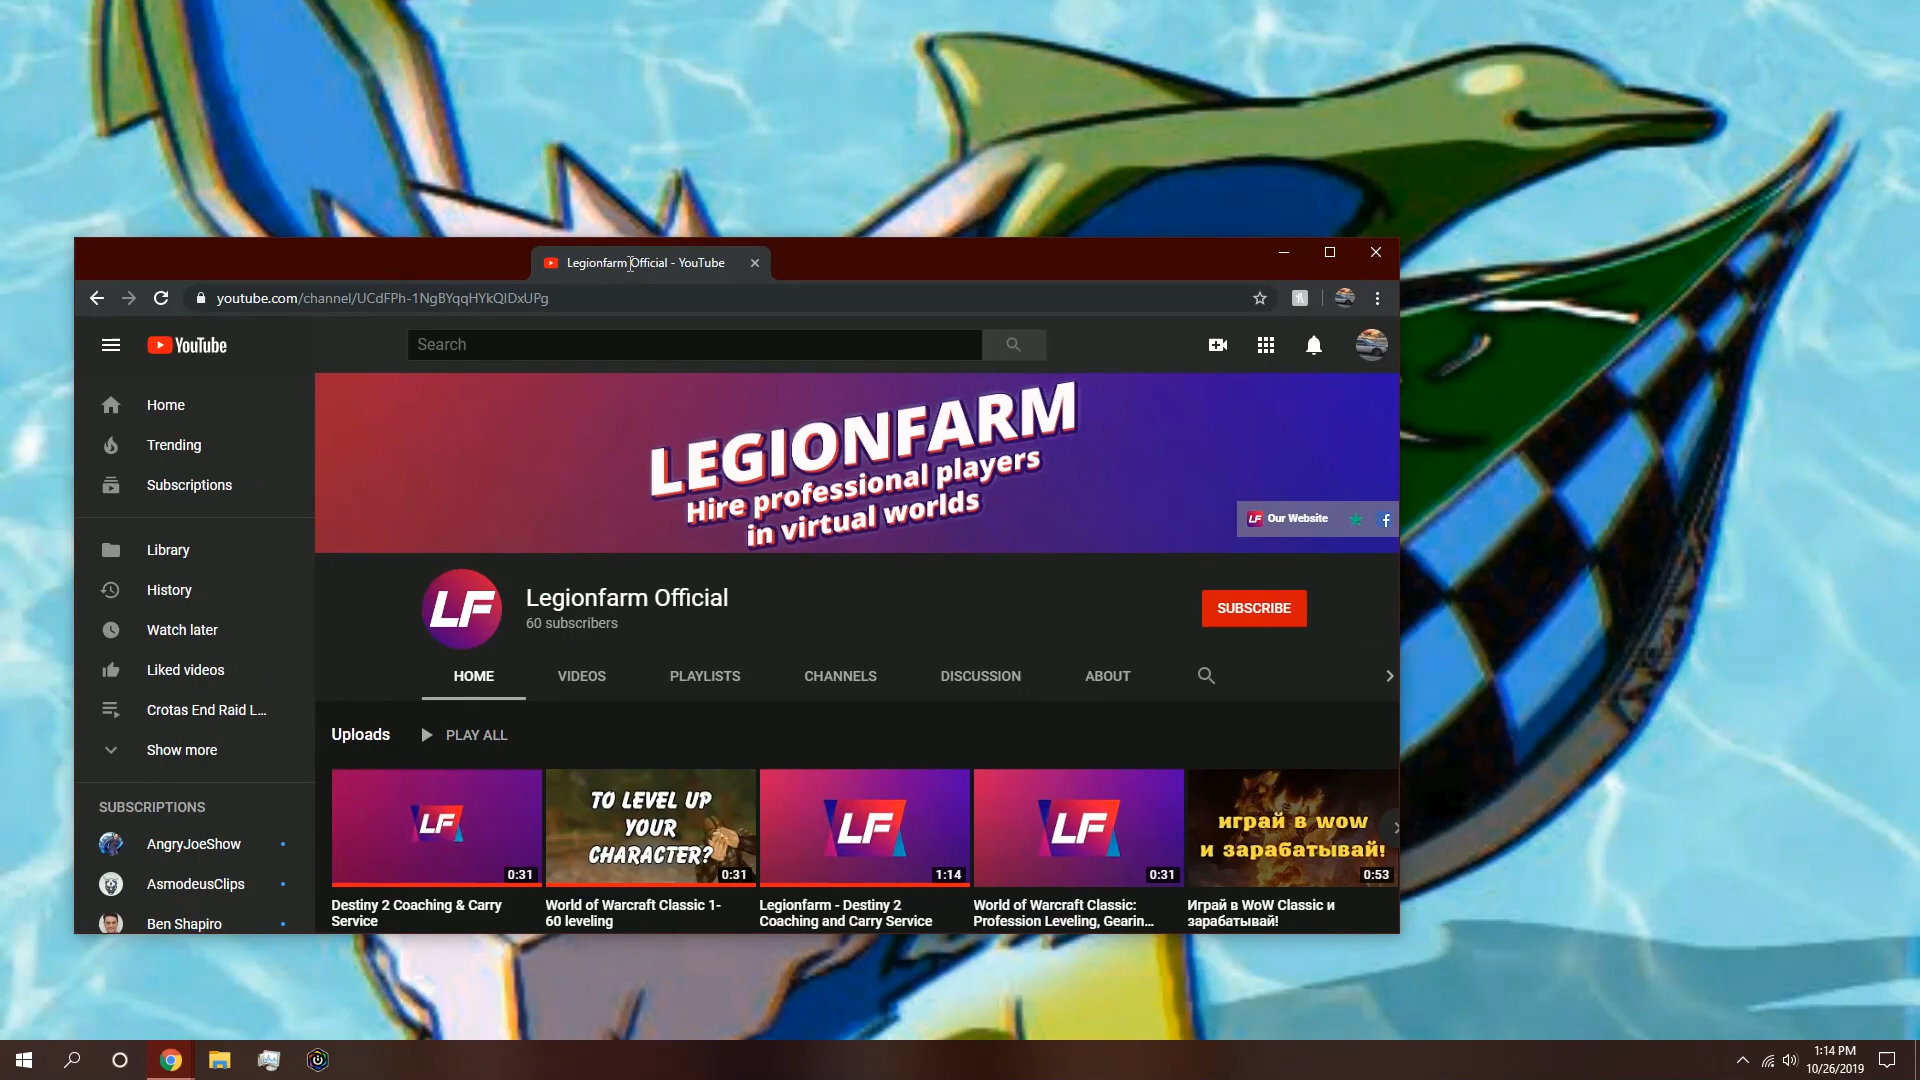 Legionfarm Official - YouTube
youtube.com/channel/UCdFPh-1NgBYqqHYkQIDxUPg
YouTube
Search
Home
Trending
Subscriptions
Library
History
Watch later
Liked videos
Crotas End Raid L...
Show more
SUBSCRIPTIONS
AngryJoeShow
AsmodeusClips
Ben Shapiro
LEGIONFARM
Hire professional players
in virtual worlds
LF Our Website
LF
Legionfarm Official
60 subscribers
SUBSCRIBE
HOME VIDEOS PLAYLISTS CHANNELS DISCUSSION ABOUT
Uploads PLAY ALL
LF
0:31
Destiny 2 Coaching & Carry
Service
TO LEVEL UP
YOUR
CHARACTER?
0:31
World of Warcraft Classic 1-
60 leveling
LF
1:14
Legionfarm - Destiny 2
Coaching and Carry Service
LF
0:31
World of Warcraft Classic:
Profession Leveling, Gearin...
играй в wow
и зарабатывай!
0:53
Играй в WoW Classic и
зарабатывай!
1:14 PM
10/26/2019